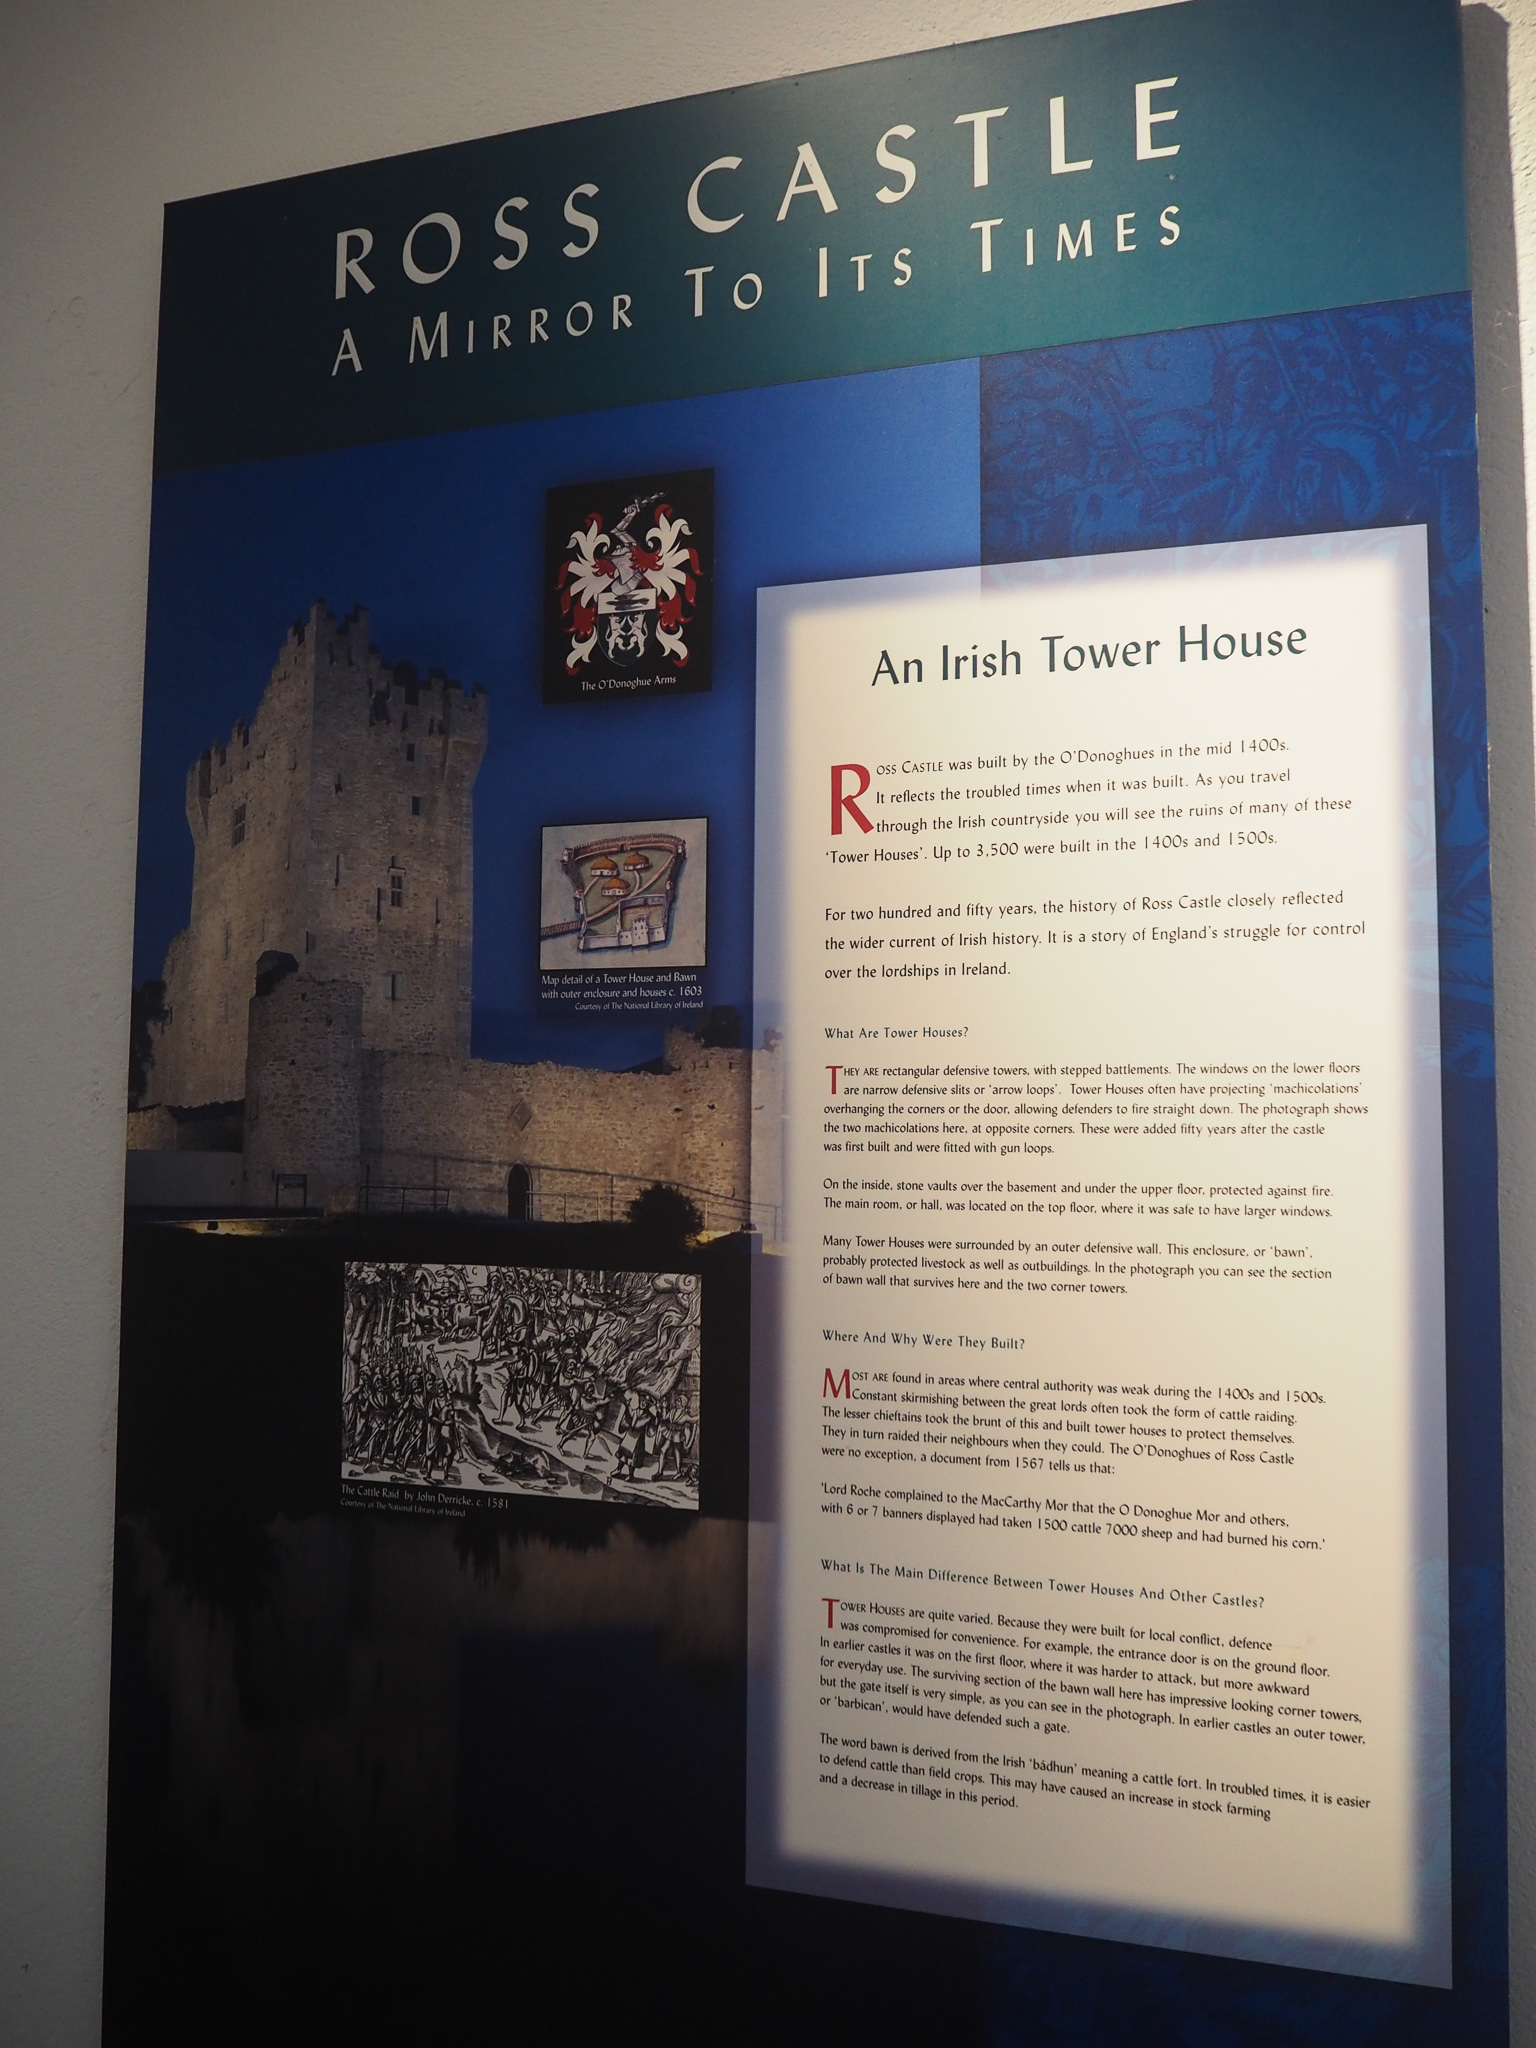 ROSS CASTLE
A MIRROR TO ITS TIMES
The O'Donoghue Arms
Map detail of a Tower House and Bawn
with outer enclosure and houses c. 1603
Courtesy of The National Library of Ireland
The Cattle Raid by John Derricke. c. 1581
Courtesy of The National Library of Ireland
An Irish Tower House
ROSS CASTLE was built by the O'Donoghues in the mid 1400s.
It reflects the troubled times when it was built. As you travel
through the Irish countryside you will see the ruins of many of these
'Tower Houses'. Up to 3,500 were built in the 1400s and 1500s.
For two hundred and fifty years, the history of Ross Castle closely reflected
the wider current of Irish history. It is a story of England's struggle for control
over the lordships in Ireland.
What Are Tower Houses?
THEY ARE rectangular defensive towers, with stepped battlements. The windows on the lower floors
are narrow defensive slits or 'arrow loops'. Tower Houses often have projecting 'machicolations'
overhanging the corners or the door, allowing defenders to fire straight down. The photograph shows
the two machicolations here, at opposite corners. These were added fifty years after the castle
was first built and were fitted with gun loops.
On the inside, stone vaults over the basement and under the upper floor, protected against fire.
The main room, or hall, was located on the top floor, where it was safe to have larger windows.
Many Tower Houses were surrounded by an outer defensive wall. This enclosure, or 'bawn',
probably protected livestock as well as outbuildings. In the photograph you can see the section
of bawn wall that survives here and the two corner towers.
Where And Why Were They Built?
MOST ARE found in areas where central authority was weak during the 1400s and 1500s.
Constant skirmishing between the great lords often took the form of cattle raiding.
The lesser chieftains took the brunt of this and built tower houses to protect themselves.
They in turn raided their neighbours when they could. The O'Donoghues of Ross Castle
were no exception, a document from 1567 tells us that:
'Lord Roche complained to the MacCarthy Mor that the O Donoghue Mor and others,
with 6 or 7 banners displayed had taken 1500 cattle 7000 sheep and had burned his corn.'
What Is The Main Difference Between Tower Houses And Other Castles?
TOWER HOUSES are quite varied. Because they were built for local conflict, defence
was compromised for convenience. For example, the entrance door is on the ground floor.
In earlier castles it was on the first floor, where it was harder to attack, but more awkward
for everyday use. The surviving section of the bawn wall here has impressive looking corner towers,
but the gate itself is very simple, as you can see in the photograph. In earlier castles an outer tower,
or 'barbican', would have defended such a gate.
The word bawn is derived from the Irish 'bádhun' meaning a cattle fort. In troubled times, it is easier
to defend cattle than field crops. This may have caused an increase in stock farming
and a decrease in tillage in this period.